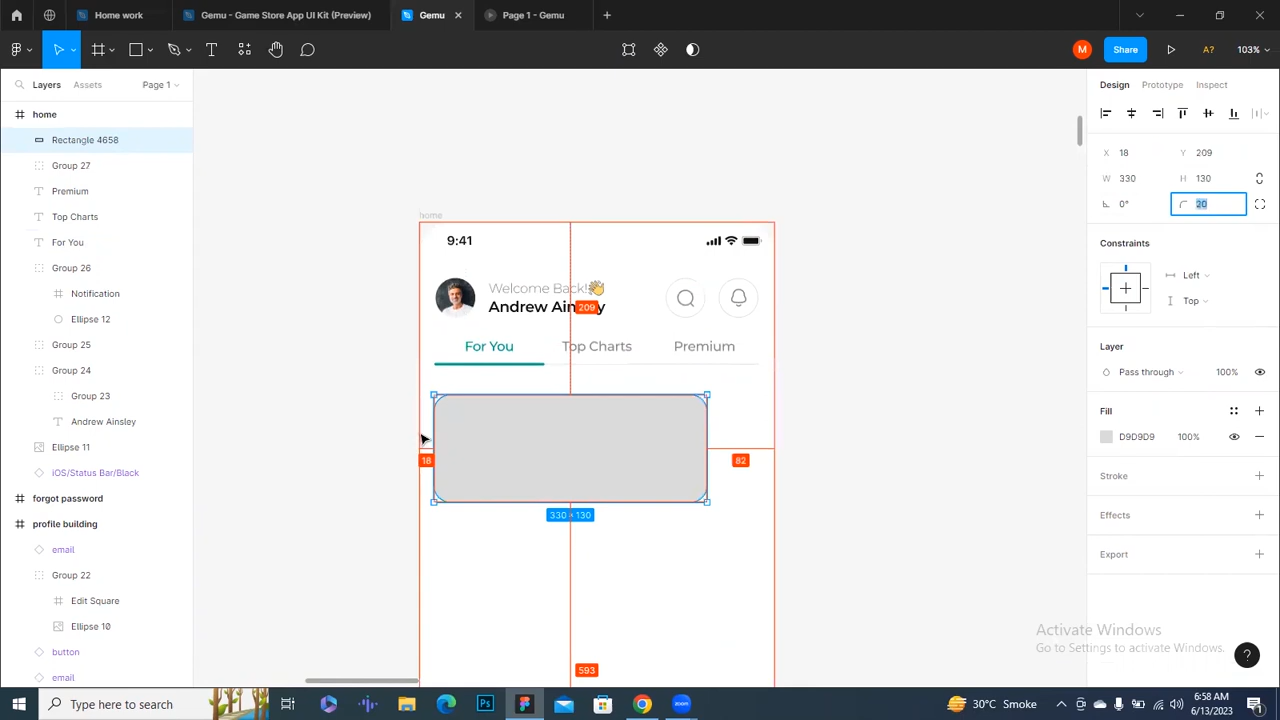 Home work
Gemu - Game Store App UI Kit (Preview)
Gemu
Page 1 - Gemu
M
Share
A?
103%
Layers
Assets
Page 1
home
Rectangle 4658
Group 27
Premium
Top Charts
For You
Group 26
Notification
Ellipse 12
Group 25
Group 24
Group 23
Andrew Ainsley
Ellipse 11
iOS/Status Bar/Black
forgot password
profile building
email
Group 22
Edit Square
Ellipse 10
button
email
home
9:41
Welcome Back!👋
Andrew Ainsley
209
For You
Top Charts
Premium
18
82
330 × 130
593
Design
Prototype
Inspect
X 18
Y 209
W 330
H 130
0°
20
Constraints
Left
Top
Layer
Pass through
100%
Fill
D9D9D9
100%
Stroke
Effects
Export
Activate Windows
Go to Settings to activate Windows.
?
Type here to search
Ps
zoom
30°C Smoke
6:58 AM
6/13/2023